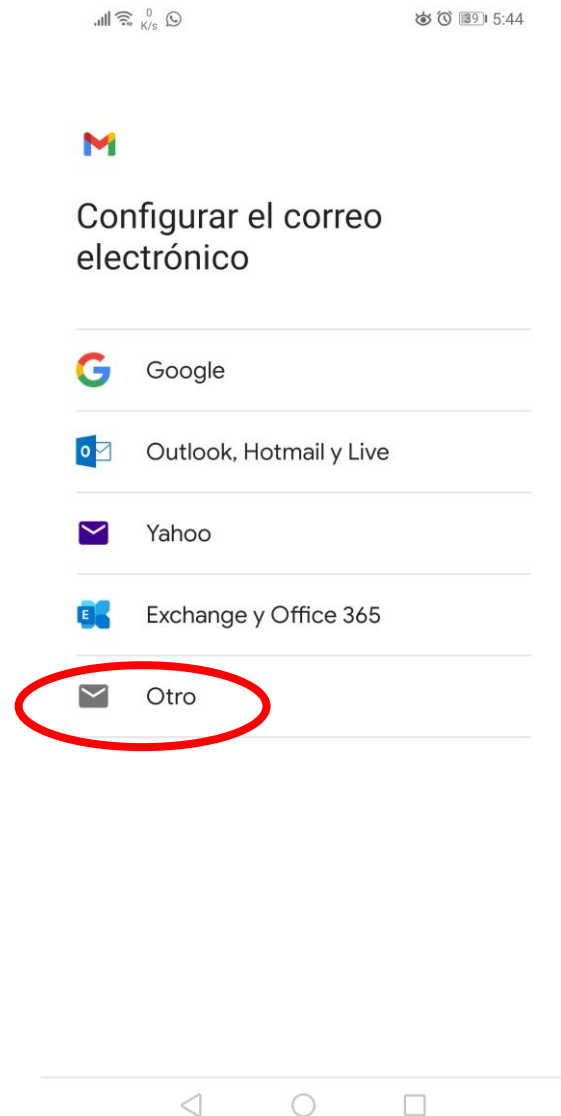 0
K/s
39 5:44
Configurar el correo
electrónico
Google
Outlook, Hotmail y Live
Yahoo
Exchange y Office 365
Otro